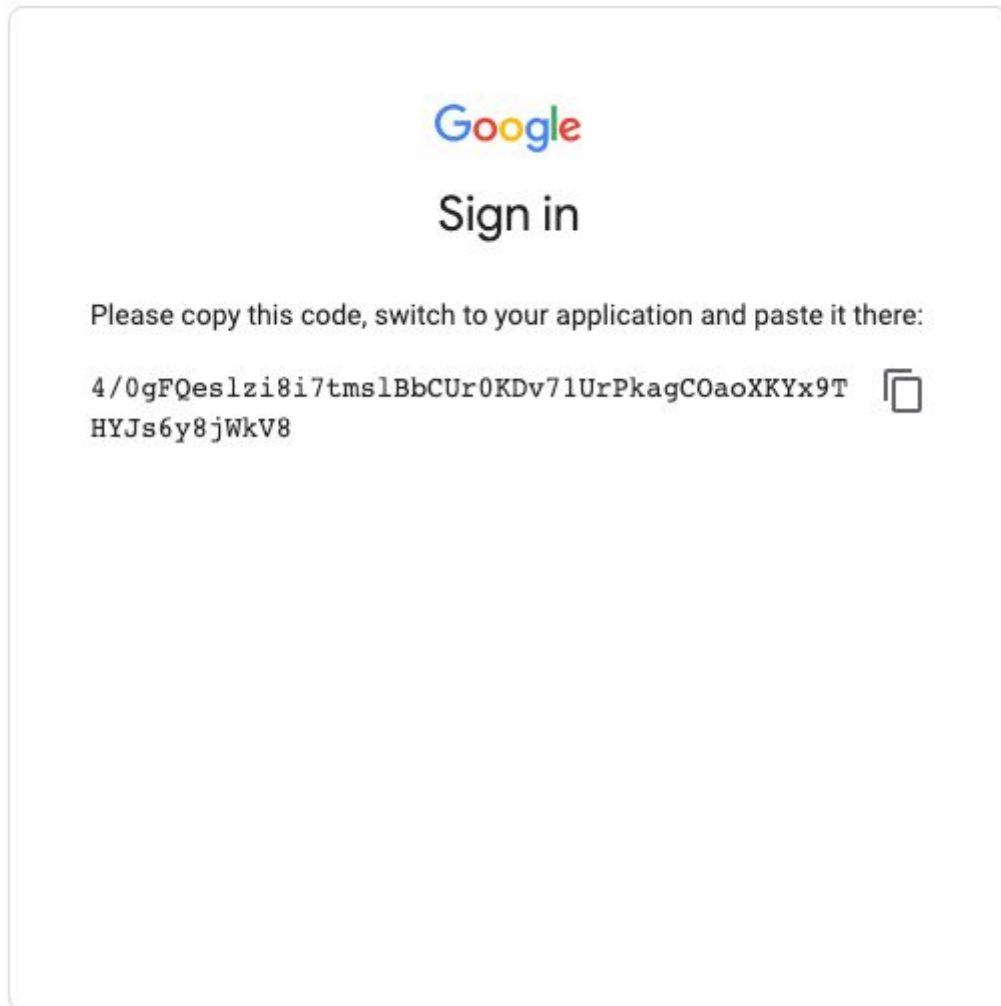 Google
Sign in
Please copy this code, switch to your application and paste it there:
4/0gFQeslzi8i7tmslBbCUr0KDv71UrPkagCOaoXKYx9T
HYJs6y8jWkV8